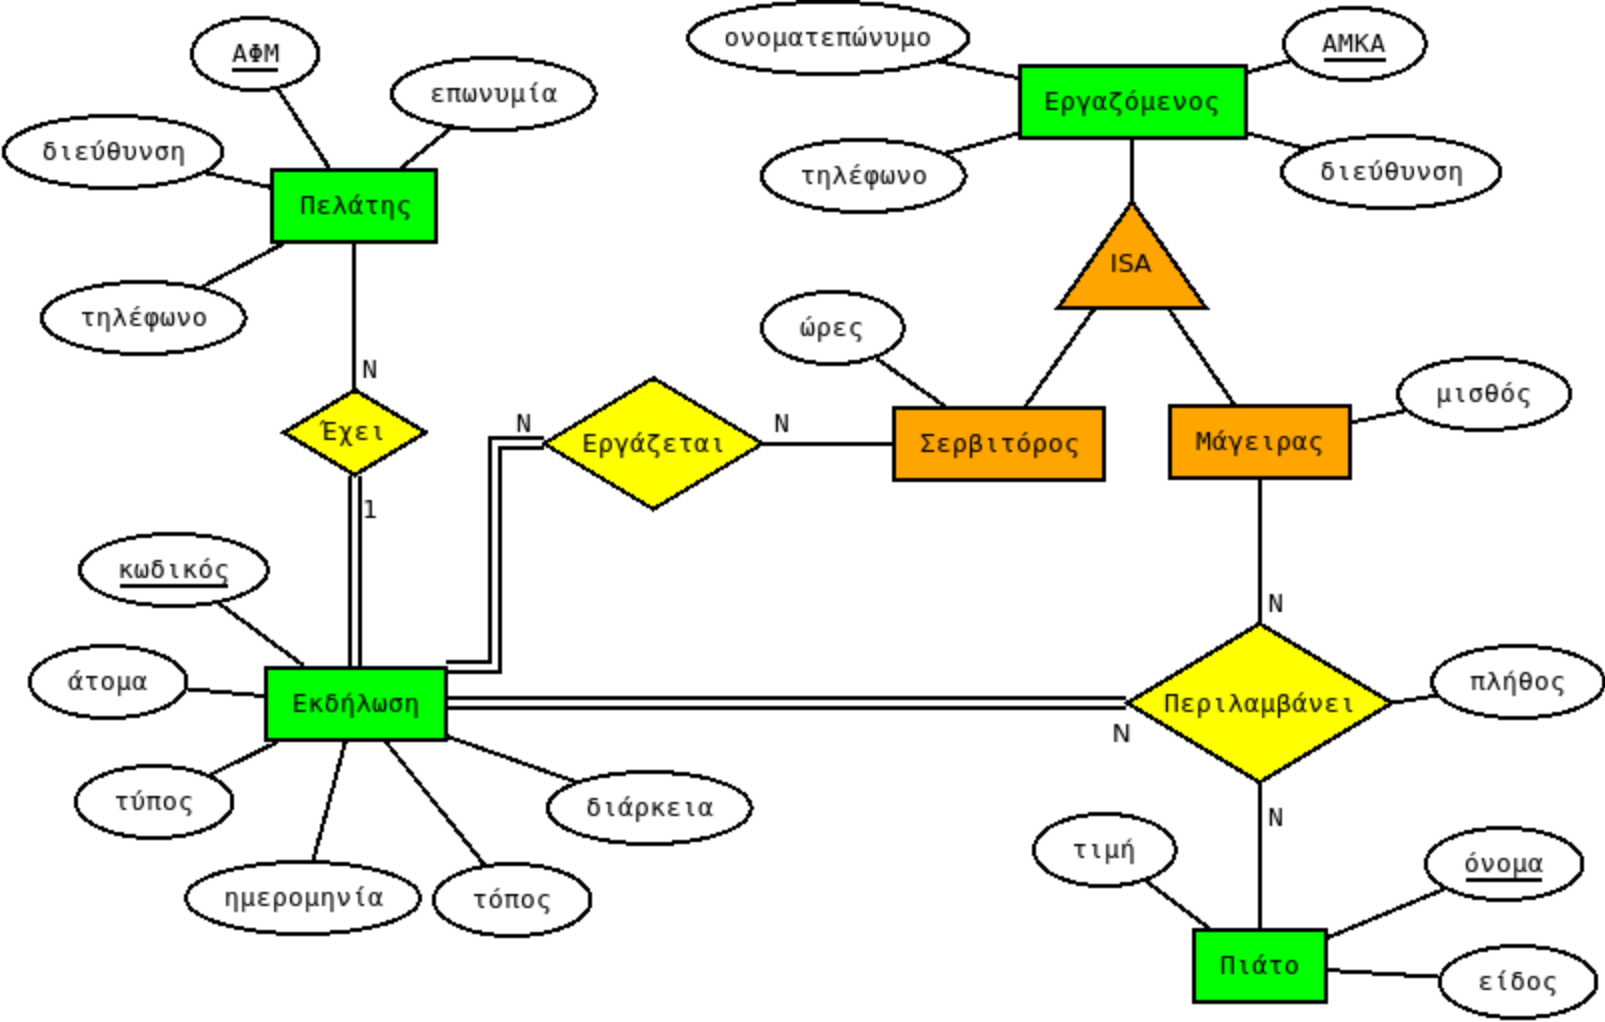 ονοματεπώνυμο
ΑΜΚΑ
ΑΦΜ
επωνυμία
Εργαζόμενος
διεύθυνση
τηλέφωνο
διεύθυνση
Πελάτης
ISA
τηλέφωνο
ώρες
N
μισθός
Έχει
N
Εργάζεται
N
Σερβιτόρος
Μάγειρας
1
κωδικός
N
άτομα
Εκδήλωση
Περιλαμβάνει
πλήθος
N
τύπος
διάρκεια
N
τιμή
όνομα
ημερομηνία
τόπος
Πιάτο
είδος